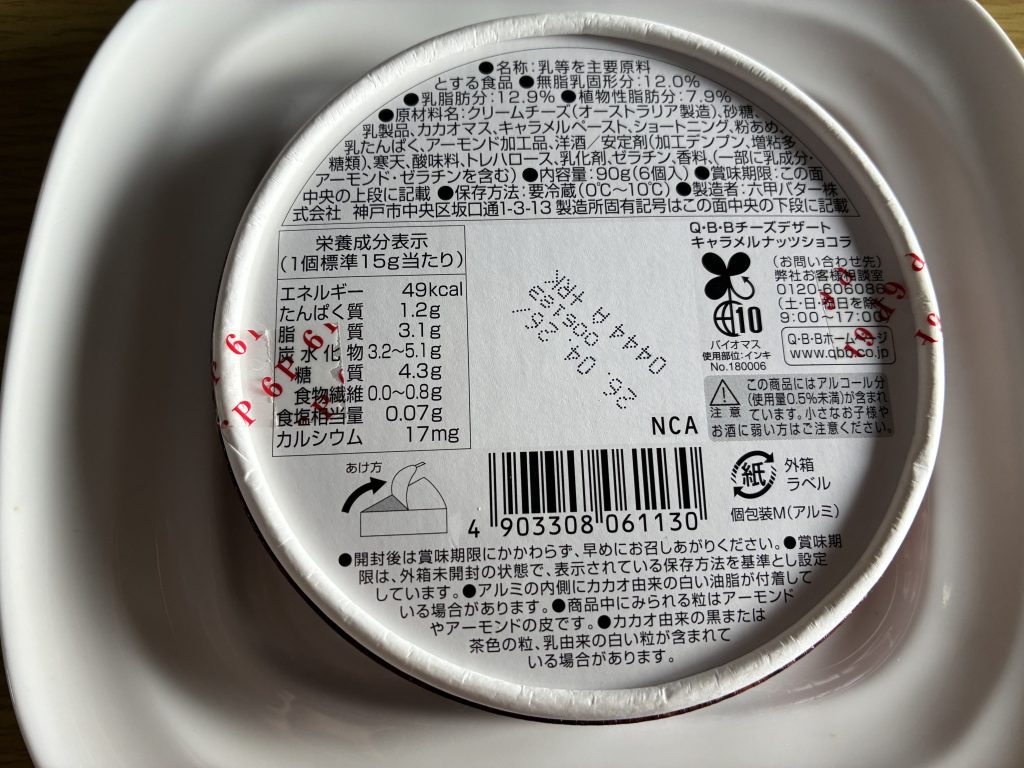 ●名称:乳等を主要原料
とする食品 ●無脂乳固形分:12.0%
●乳脂肪分:12.9% ●植物性脂肪分:7.9%
●原材料名:クリームチーズ(オーストラリア製造)、砂糖、
乳製品、カカオマス、キャラメルペースト、ショートニング、粉あめ、
乳たんぱく、アーモンド加工品、洋酒/安定剤(加工デンプン、増粘多
糖類)、寒天、酸味料、トレハロース、乳化剤、ゼラチン、香料、(一部に乳成分・
アーモンド・ゼラチンを含む) ●内容量:90g(6個入) ●賞味期限:この面
中央の上段に記載 ●保存方法:要冷蔵(0℃~10℃) ●製造者:六甲バター株
式会社 神戸市中央区坂口通1-3-13 製造所固有記号はこの面中央の下段に記載
栄養成分表示
(1個標準15g当たり)
エネルギー 49kcal
たんぱく質 1.2g
脂質 3.1g
炭水化物 3.2~5.1g
糖質 4.3g
食物繊維 0.0~0.8g
食塩相当量 0.07g
カルシウム 17mg
26. 04. 26.
NCA
Q・B・Bチーズデザート
キャラメルナッツショコラ
10
バイオマス
使用部位:インキ
No.180006
(お問い合わせ先)
弊社お客様相談室
0120-606086
(土・日・祝日を除く
9:00~17:00)
Q・B・Bホームページ
www.qbb.co.jp
注意
この商品にはアルコール分
(使用量0.5%未満)が含まれ
ています。小さなお子様や
お酒に弱い方はご注意ください。
あけ方
4 903308 061130
紙
外箱
ラベル
個包装M(アルミ)
●開封後は賞味期限にかかわらず、早めにお召しあがりください。●賞味期
限は、外箱未開封の状態で、表示されている保存方法を基準とし設定
しています。●アルミの内側にカカオ由来の白い油脂が付着して
いる場合があります。●商品中にみられる粒はアーモンド
やアーモンドの皮です。●カカオ由来の黒または
茶色の粒、乳由来の白い粒が含まれて
いる場合があります。